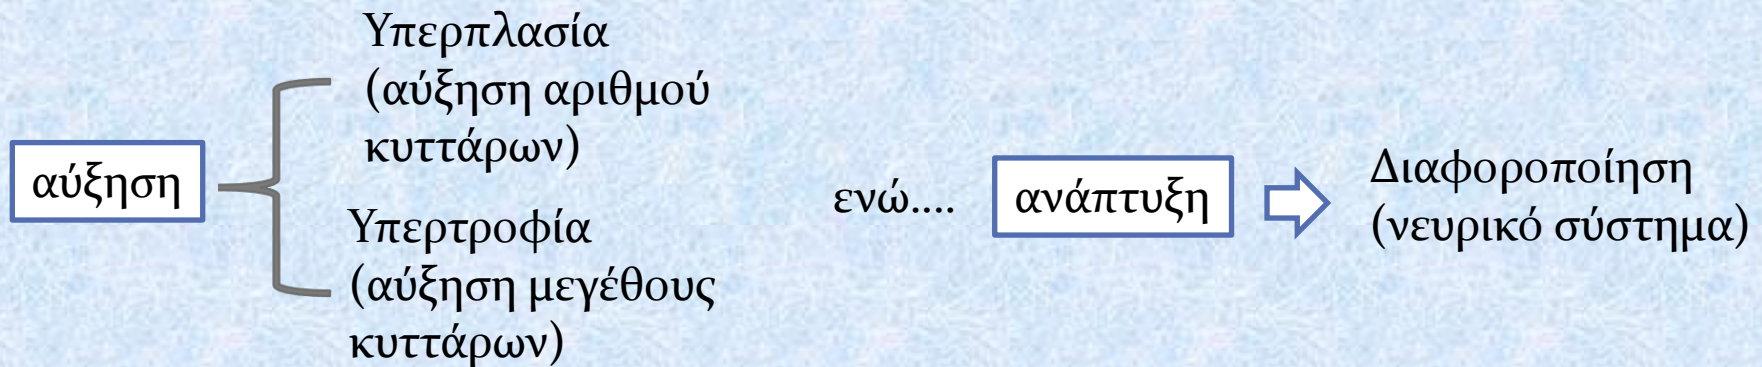 αύξηση
Υπερπλασία
(αύξηση αριθμού
κυττάρων)
Υπερτροφία
(αύξηση μεγέθους
κυττάρων)
ενώ....
ανάπτυξη
Διαφοροποίηση
(νευρικό σύστημα)